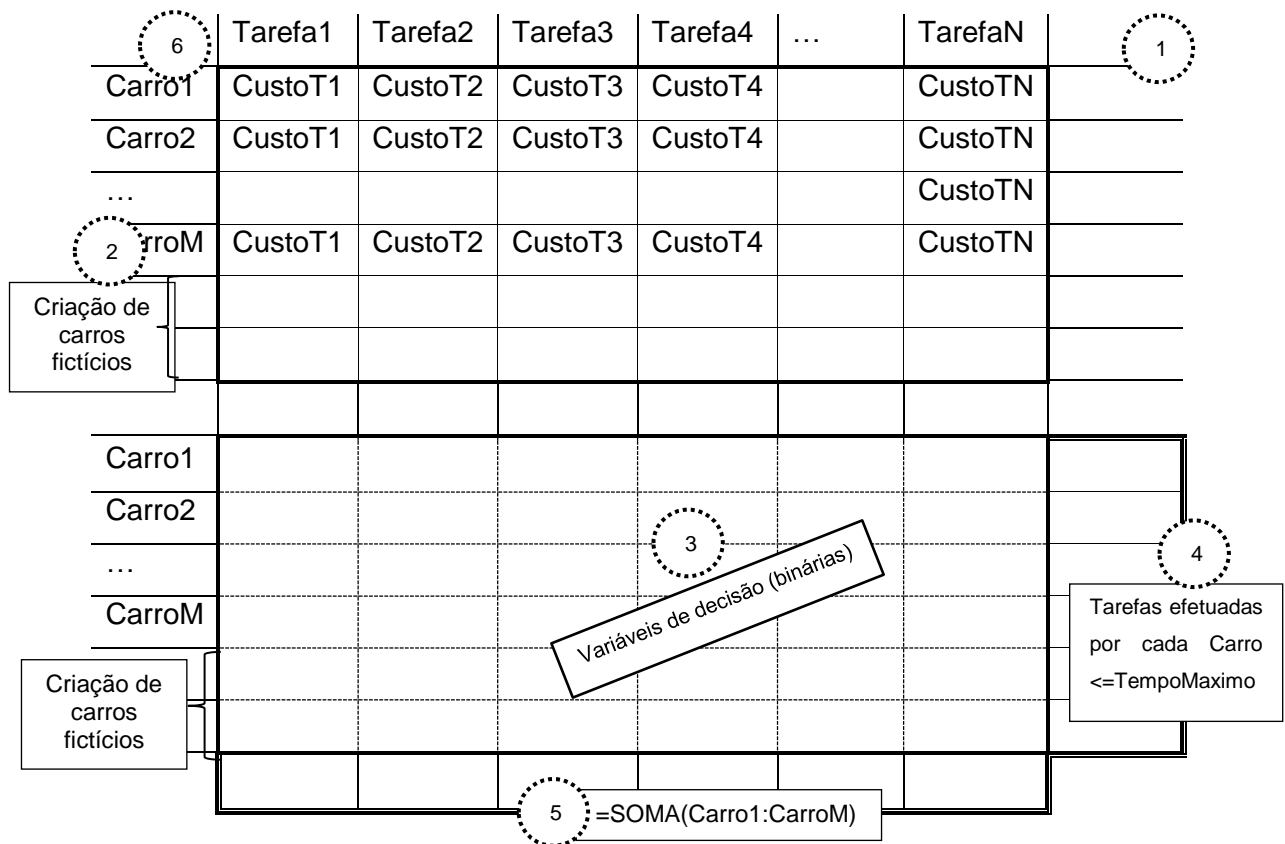 6 Tarefa1 Tarefa2 Tarefa3 Tarefa4 … TarefaN 1
Carro1 CustoT1 CustoT2 CustoT3 CustoT4 CustoTN
Carro2 CustoT1 CustoT2 CustoT3 CustoT4 CustoTN
… CustoTN
2 rroM CustoT1 CustoT2 CustoT3 CustoT4 CustoTN
Criação de
carros
fictícios
Carro1
Carro2
3
…
4
Variáveis de decisão (binárias)
CarroM
Tarefas efetuadas
por cada Carro
<=TempoMaximo
Criação de
carros
fictícios
5 =SOMA(Carro1:CarroM)